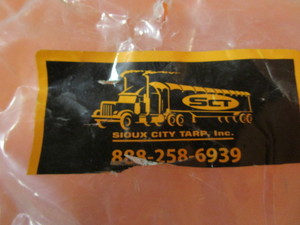 SCT
SIOUX CITY TARP, Inc.
888-258-6939